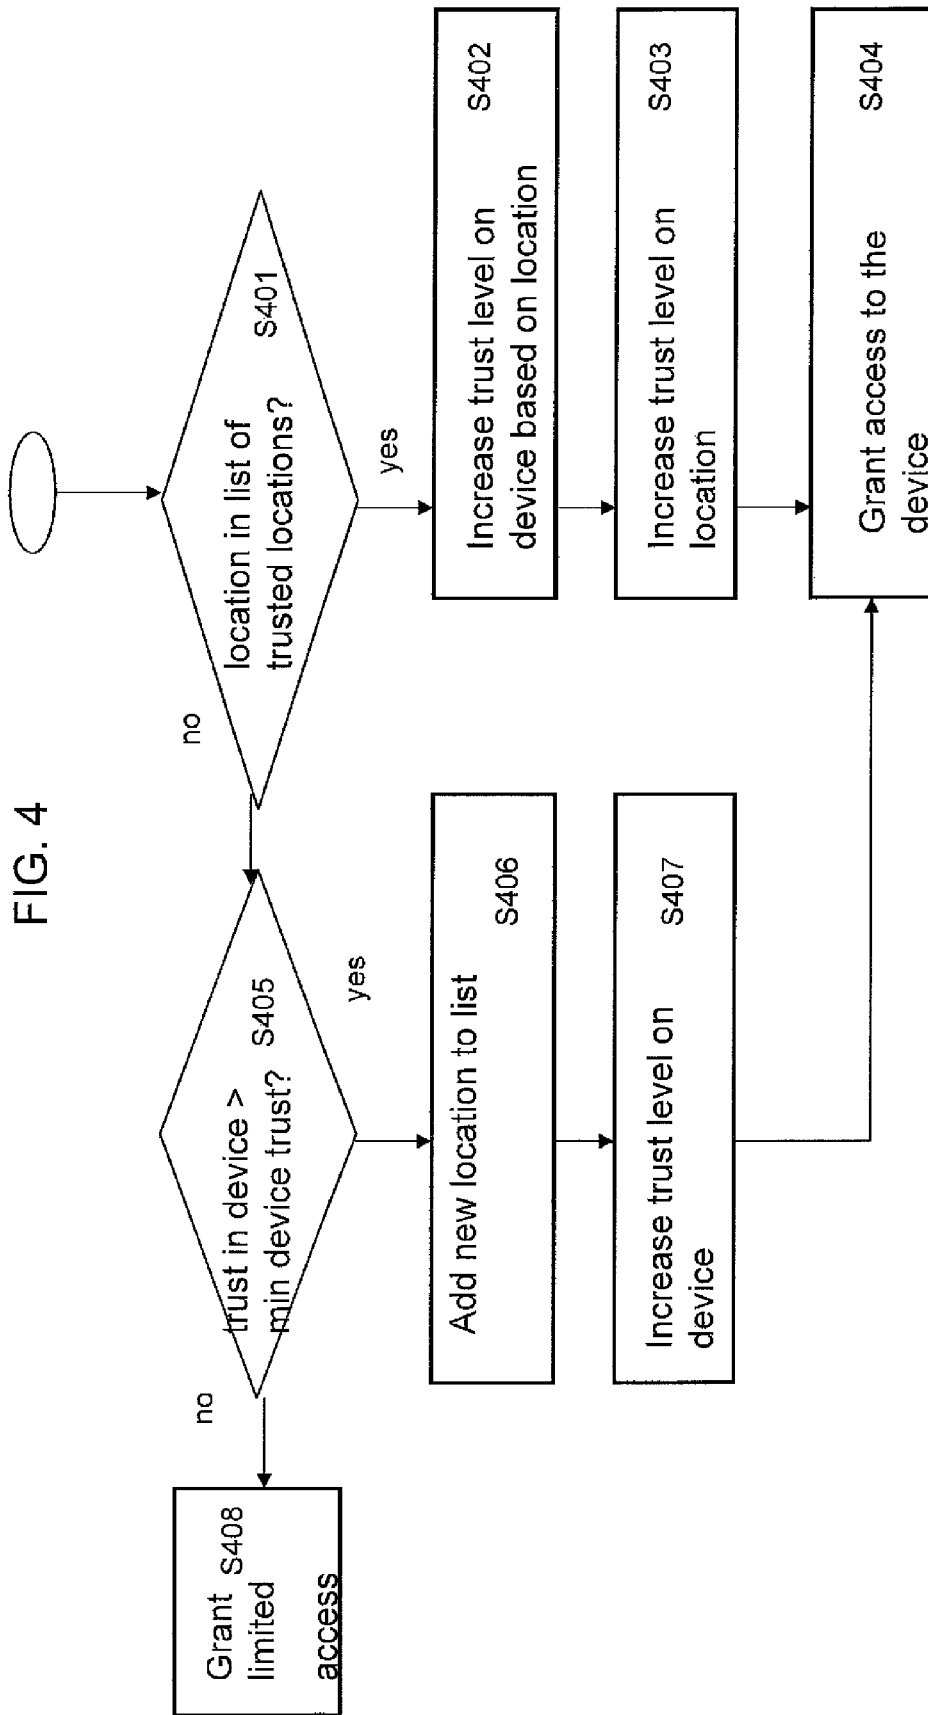 FIG. 4
location in list of
trusted locations?
S401
no
yes
Increase trust level on
device based on location
S402
Increase trust level on
location
S403
Grant access to the
device
S404
trust in device >
min device trust?
S405
no
yes
Add new location to list
S406
Increase trust level on
device
S407
Grant
limited
access
S408